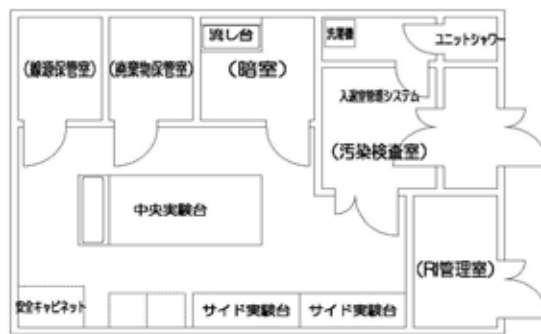 流し台
洗濯機
ユニットシャワー
(線源保管室)
(廃棄物保管室)
(暗室)
入退室管理システム
(汚染検査室)
中央実験台
(RI管理室)
安全キャビネット
サイド実験台
サイド実験台